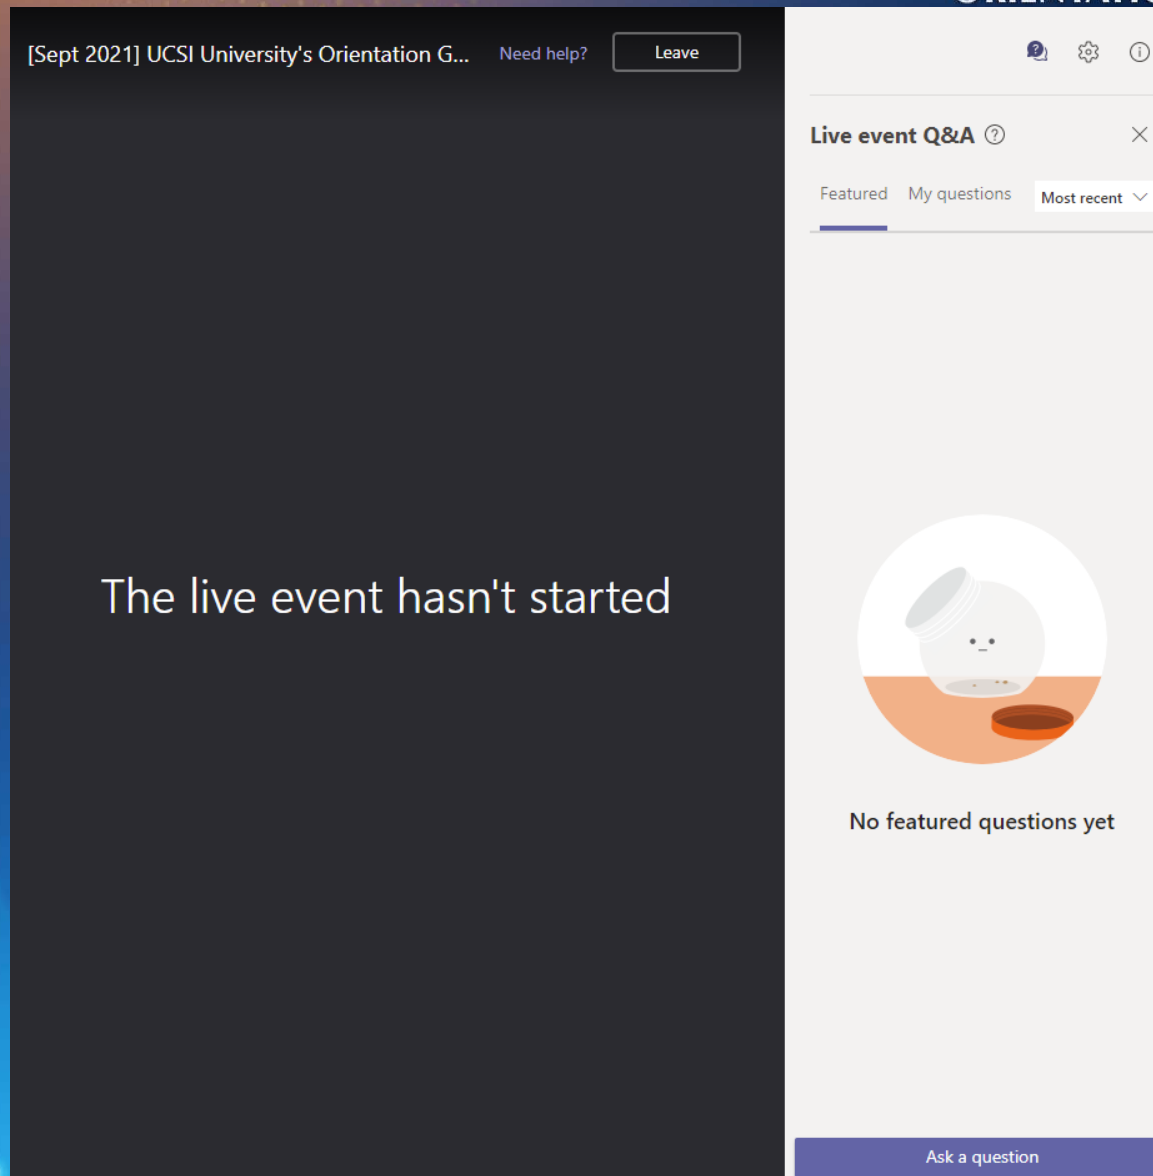 [Sept 2021] UCSI University's Orientation G...
Need help?
Leave
Live event Q&A
Featured
My questions
Most recent
The live event hasn't started
No featured questions yet
Ask a question